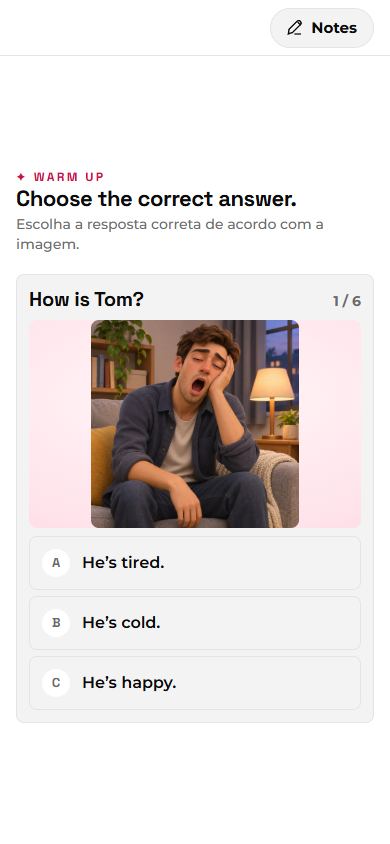 Notes
✦ WARM UP
Choose the correct answer.
Escolha a resposta correta de acordo com a
imagem.
How is Tom?
1 / 6
A He's tired.
B He's cold.
C He's happy.